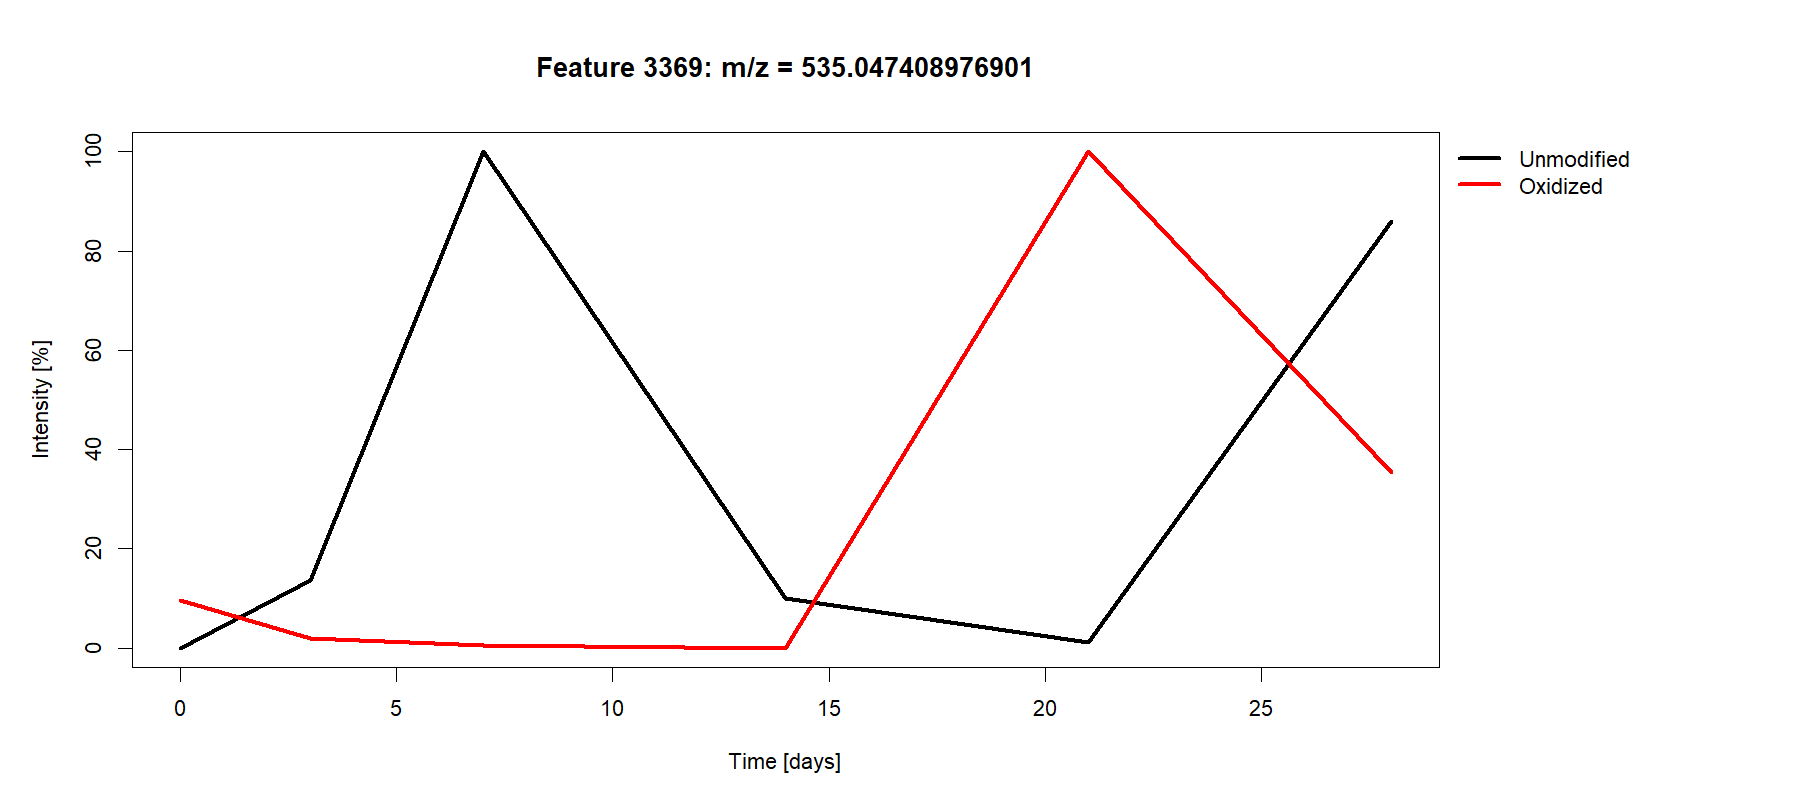 Feature 3369: m/z = 535.047408976901
Unmodified
Oxidized
Intensity [%]
100
80
60
40
20
0
0 5 10 15 20 25
Time [days]